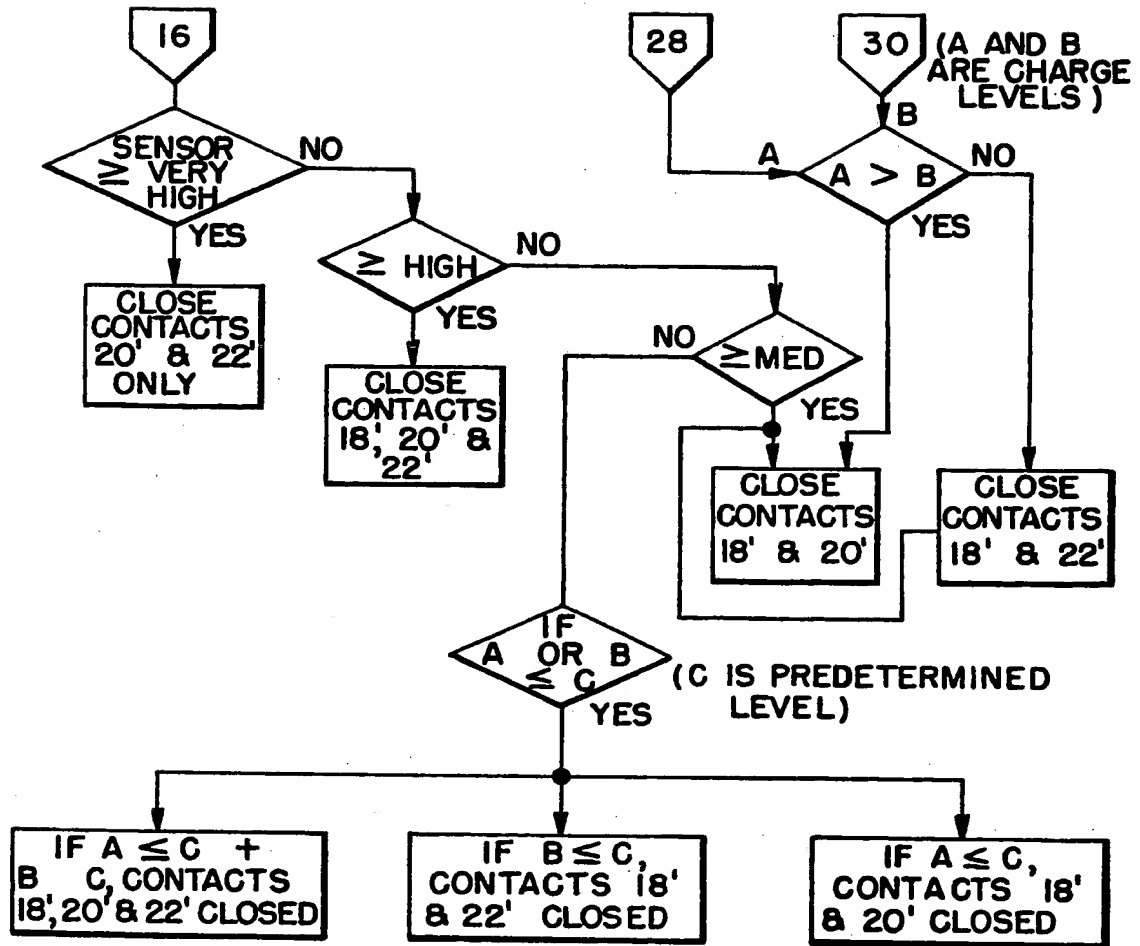 16
28
30
(A AND B
ARE CHARGE
LEVELS)
SENSOR
≥ VERY
HIGH
NO
YES
CLOSE
CONTACTS
20' & 22'
ONLY
≥ HIGH
NO
YES
CLOSE
CONTACTS
18', 20' &
22'
A
B
A > B
NO
YES
≥ MED
NO
YES
CLOSE
CONTACTS
18' & 20'
CLOSE
CONTACTS
18' & 22'
IF
A OR B
≤ C
YES
(C IS PREDETERMINED
LEVEL)
IF A ≤ C +
B C, CONTACTS
18', 20' & 22' CLOSED
IF B ≤ C,
CONTACTS 18'
& 22' CLOSED
IF A ≤ C,
CONTACTS 18'
& 20' CLOSED